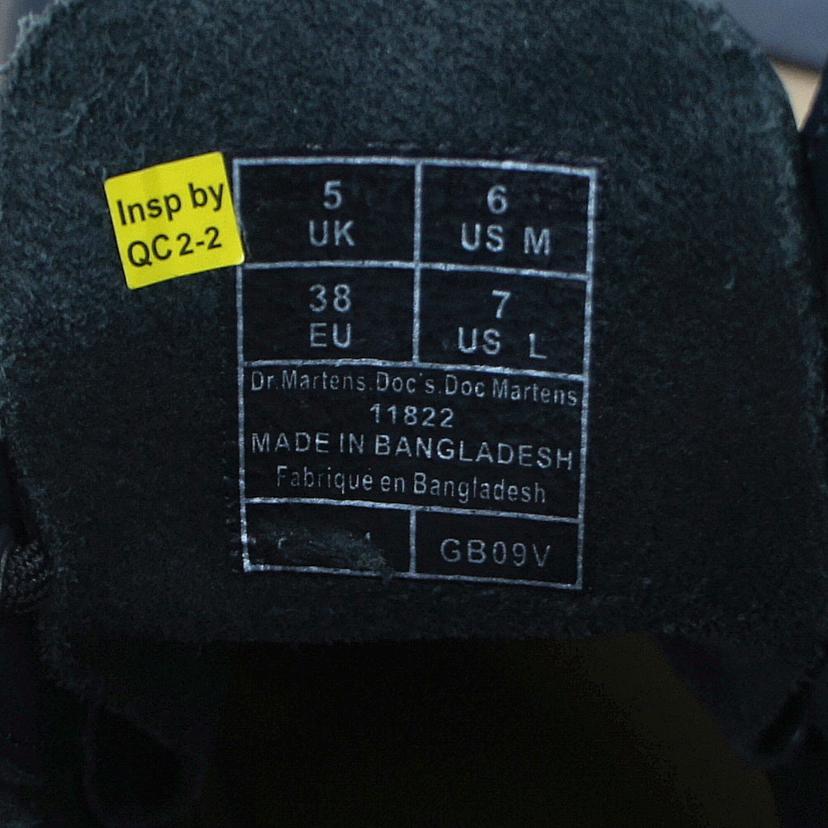 Insp by
QC 2-2
5
UK
6
US M
38
EU
7
US L
Dr.Martens.Doc's.Doc Martens
11822
MADE IN BANGLADESH
Fabrique en Bangladesh
GB09V